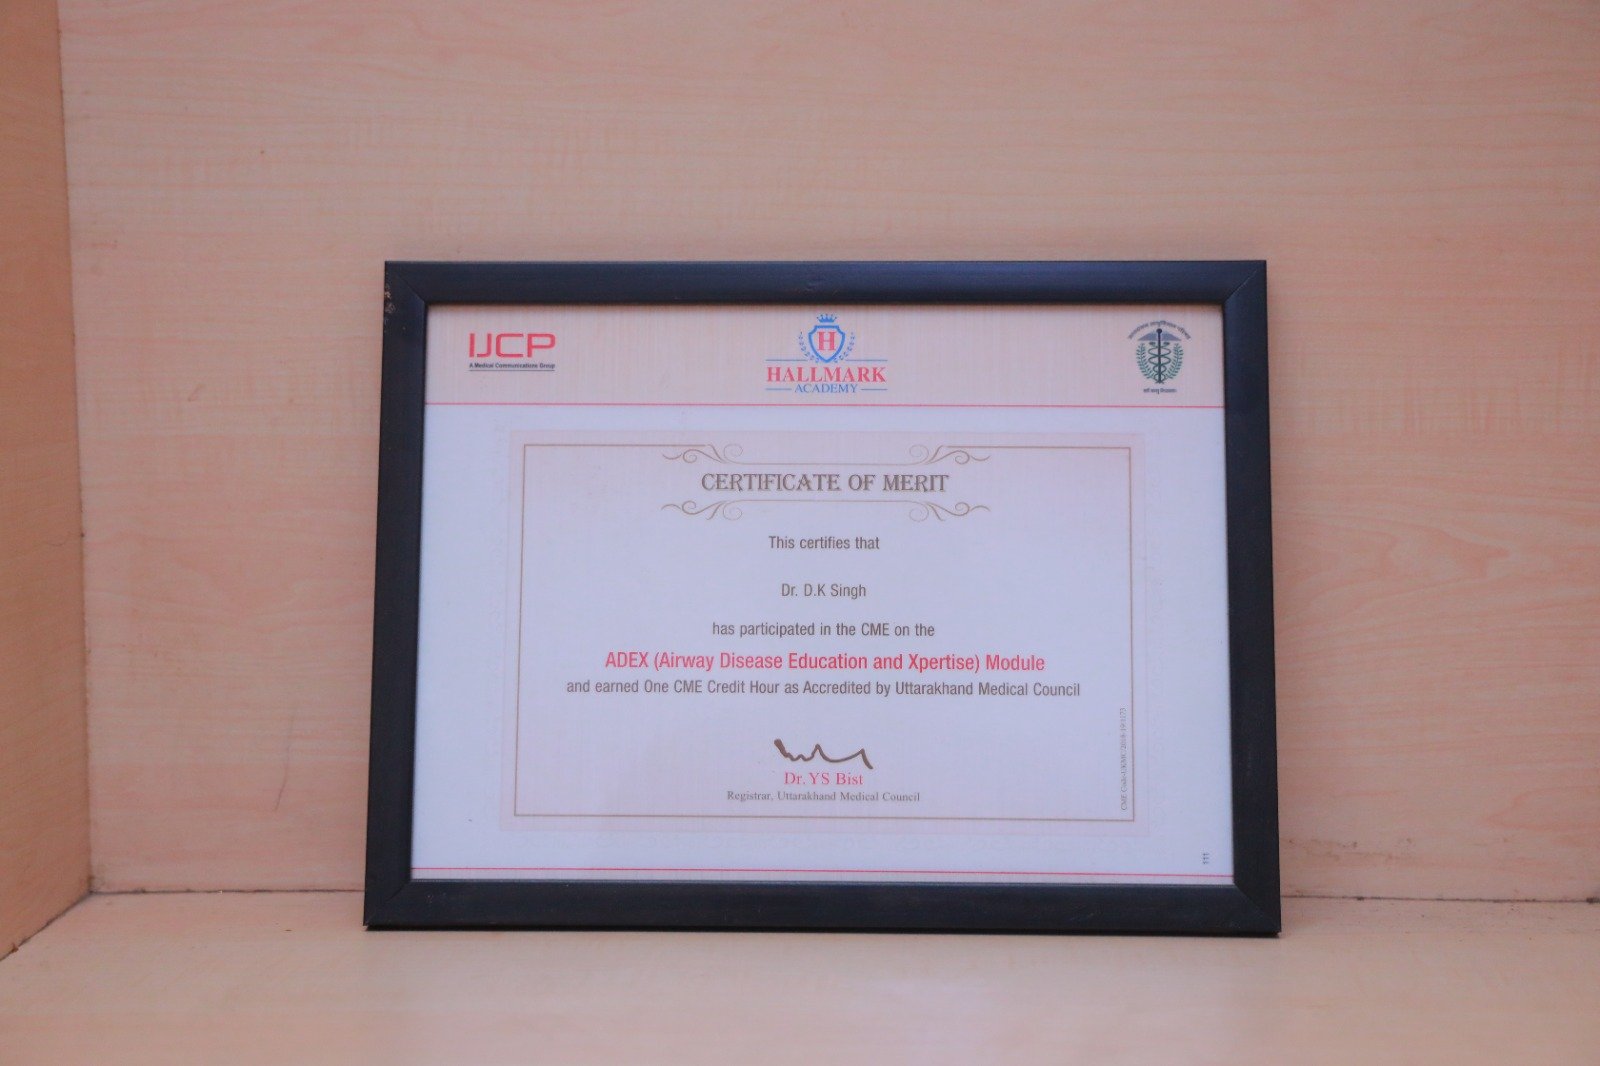 IJCP
A Medical Communications Group
H
HALLMARK
ACADEMY
CERTIFICATE OF MERIT
This certifies that
Dr. D.K Singh
has participated in the CME on the
ADEX (Airway Disease Education and Xpertise) Module
and earned One CME Credit Hour as Accredited by Uttarakhand Medical Council
Dr. YS Bist
Registrar, Uttarakhand Medical Council
111